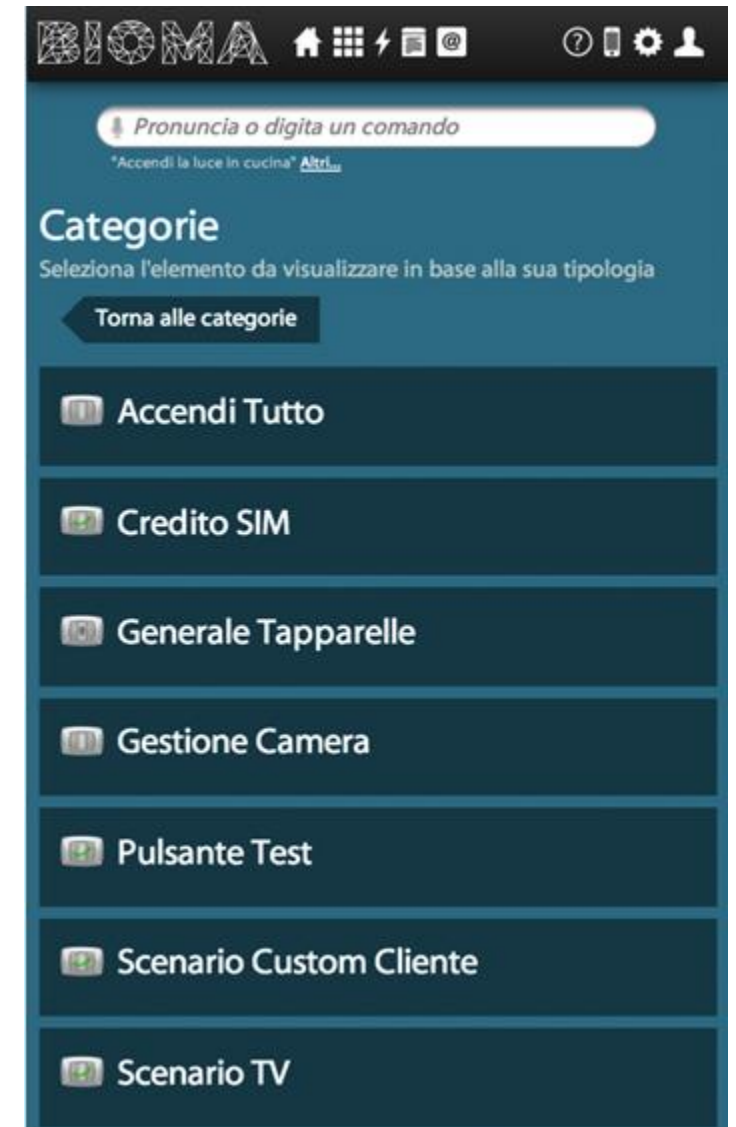 BIOMA
Pronuncia o digita un comando
"Accendi la luce in cucina" Altri...
Categorie
Seleziona l'elemento da visualizzare in base alla sua tipologia
Torna alle categorie
Accendi Tutto
Credito SIM
Generale Tapparelle
Gestione Camera
Pulsante Test
Scenario Custom Cliente
Scenario TV